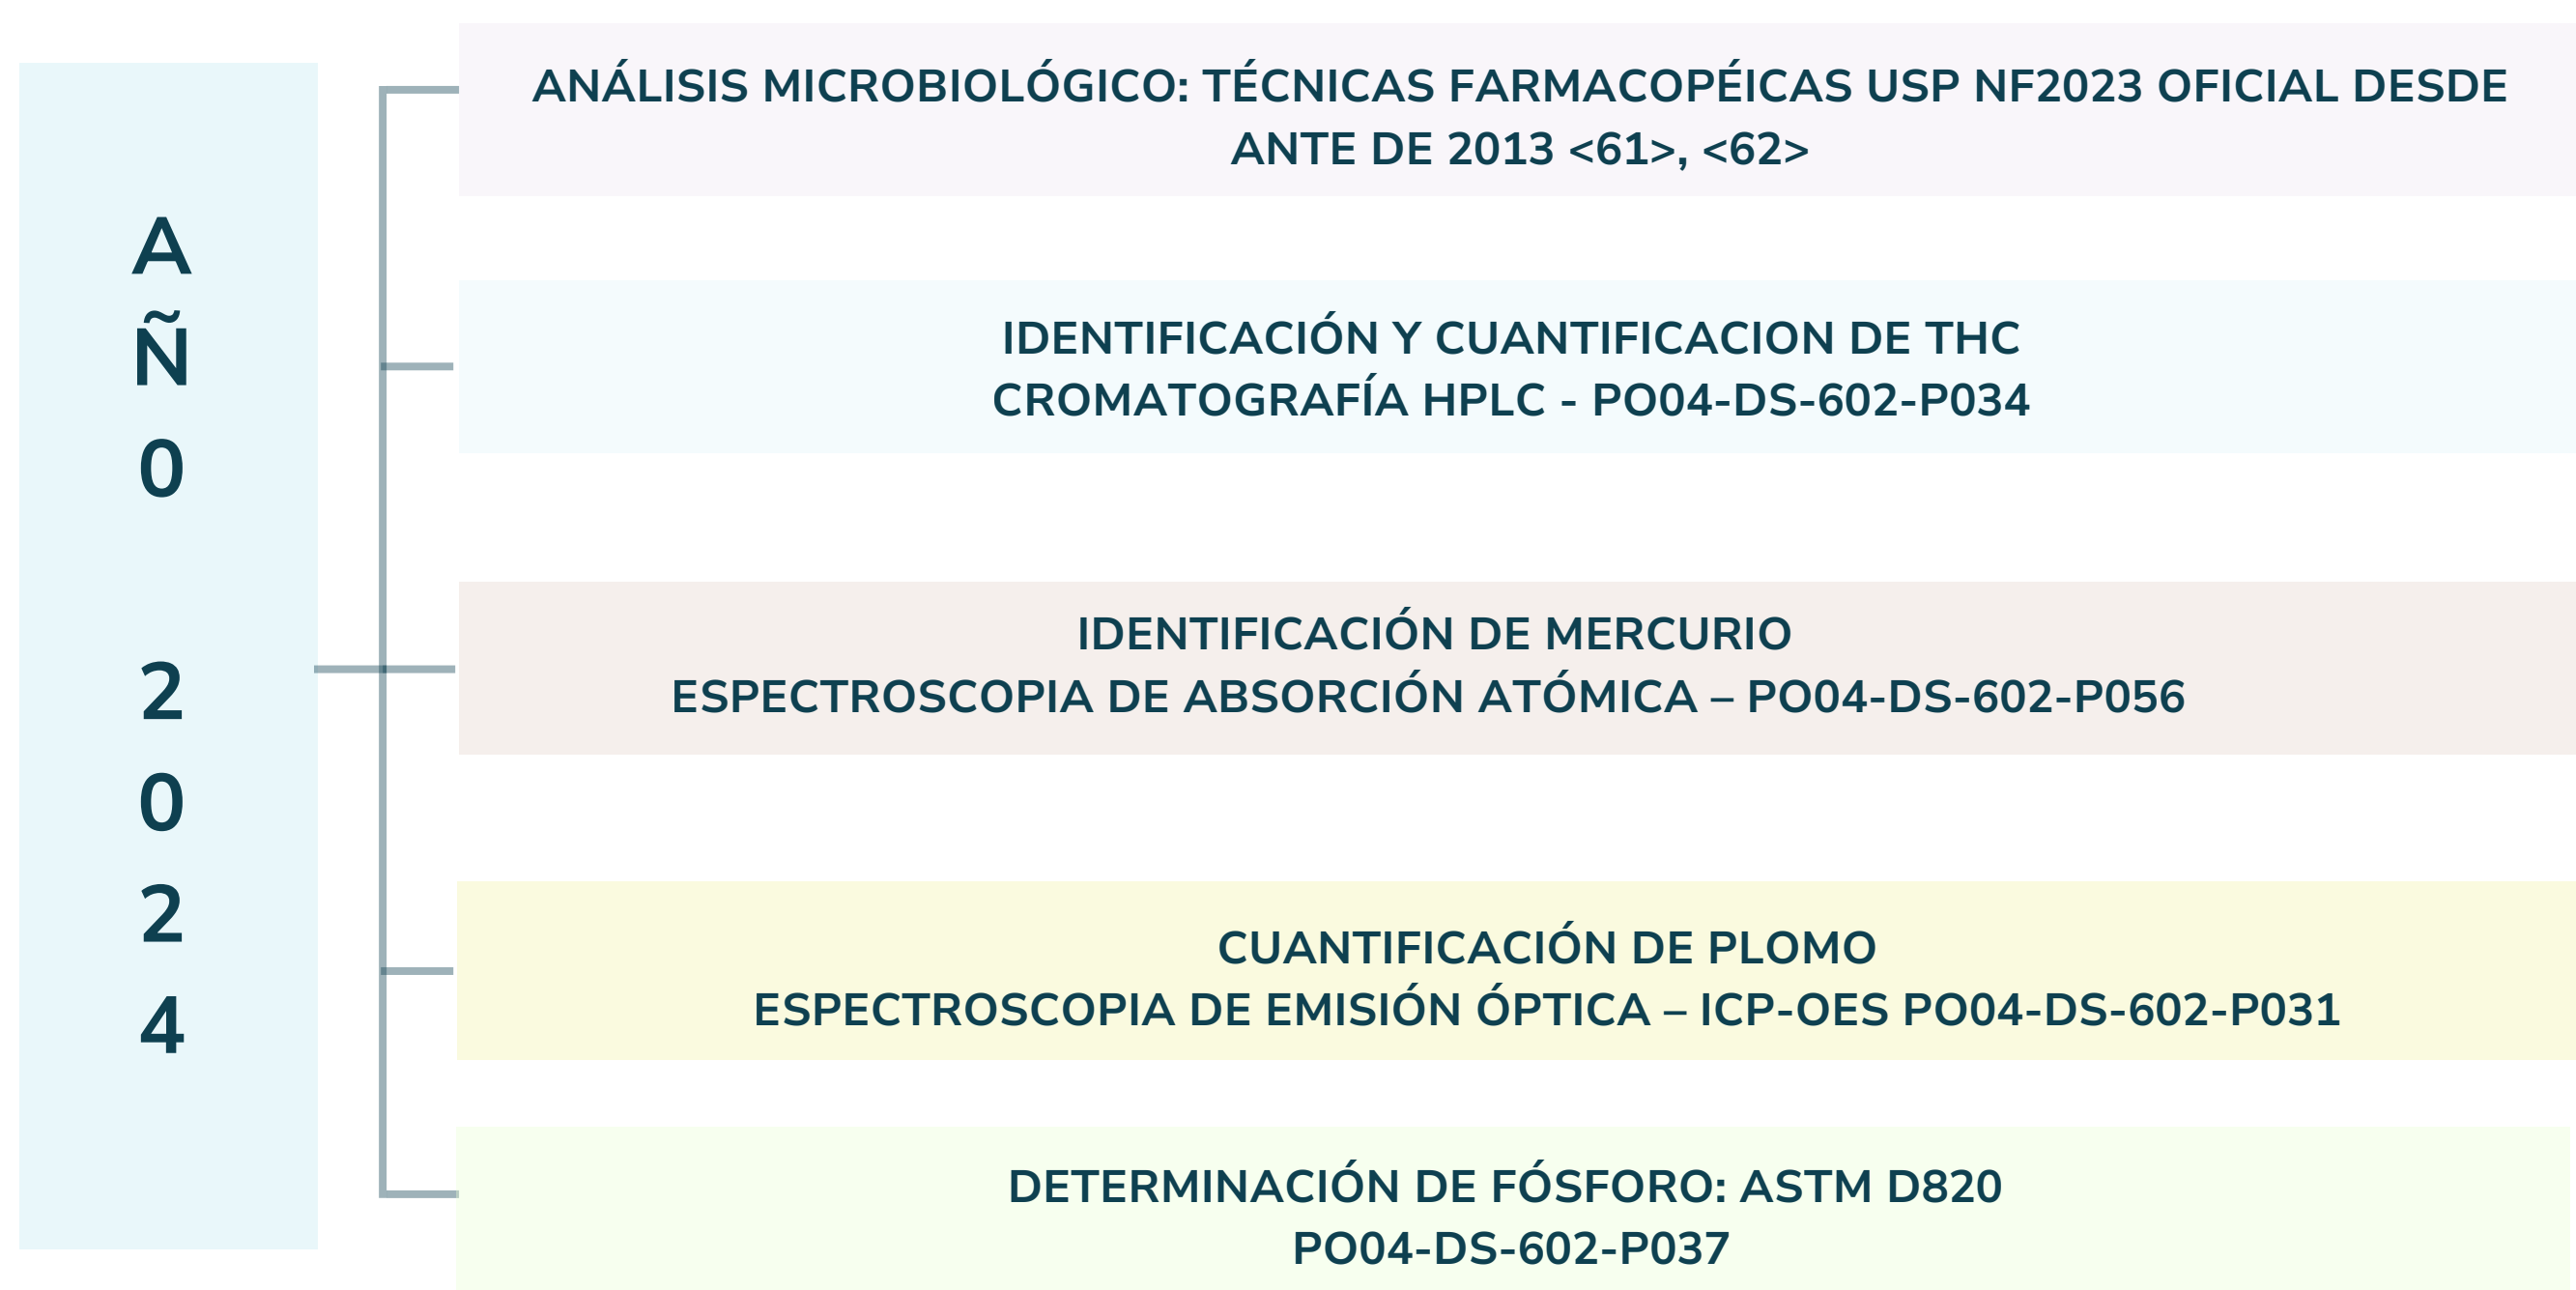 AÑ0 2024
ANÁLISIS MICROBIOLÓGICO: TÉCNICAS FARMACOPÉICAS USP NF2023 OFICIAL DESDE
ANTE DE 2013 <61>, <62>
IDENTIFICACIÓN Y CUANTIFICACION DE THC
CROMATOGRAFÍA HPLC - PO04-DS-602-P034
IDENTIFICACIÓN DE MERCURIO
ESPECTROSCOPIA DE ABSORCIÓN ATÓMICA – PO04-DS-602-P056
CUANTIFICACIÓN DE PLOMO
ESPECTROSCOPIA DE EMISIÓN ÓPTICA – ICP-OES PO04-DS-602-P031
DETERMINACIÓN DE FÓSFORO: ASTM D820
PO04-DS-602-P037